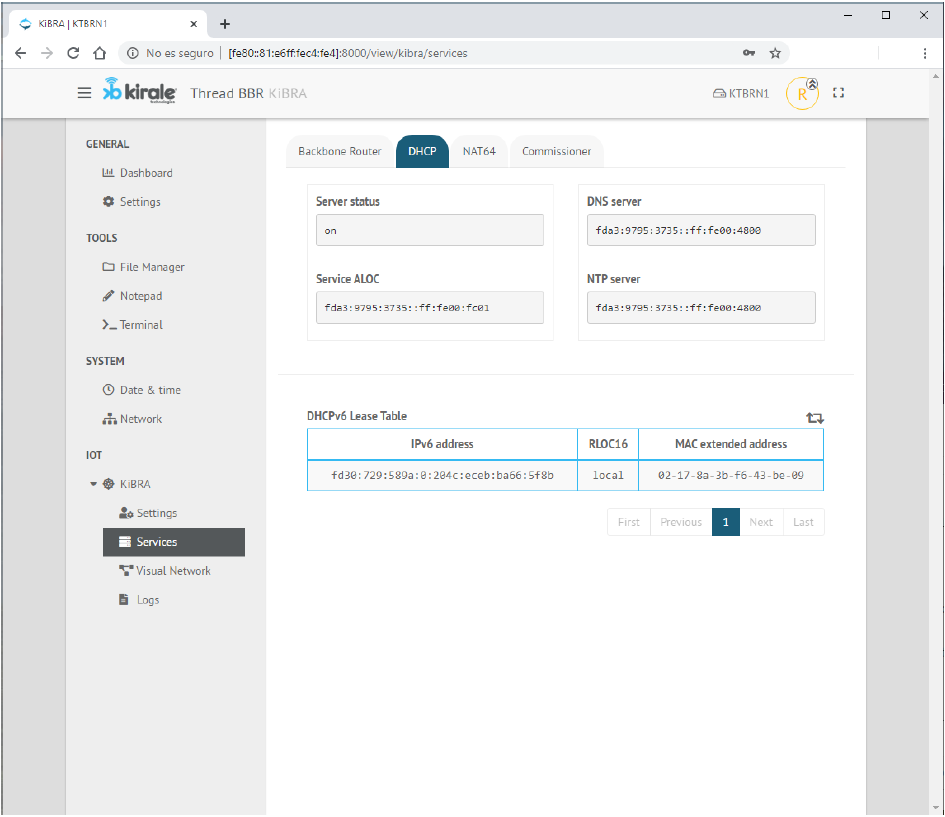 KiBRA | KTBRN1
No es seguro | [fe80::81:e6ff:fec4:fe4]:8000/view/kibra/services
kirale
technologies
Thread BBR KiBRA
KTBRN1
R
GENERAL
Dashboard
Settings
TOOLS
File Manager
Notepad
Terminal
SYSTEM
Date & time
Network
IOT
KiBRA
Settings
Services
Visual Network
Logs
Backbone Router DHCP NAT64 Commissioner
Server status
on
Service ALOC
fda3:9795:3735::ff:fe00:fc01
DNS server
fda3:9795:3735::ff:fe00:4800
NTP server
fda3:9795:3735::ff:fe00:4800
DHCPv6 Lease Table
IPv6 address RLOC16 MAC extended address
fd30:729:589a:0:204c:eceb:ba66:5f8b local 02-17-8a-3b-f6-43-be-09
First Previous 1 Next Last